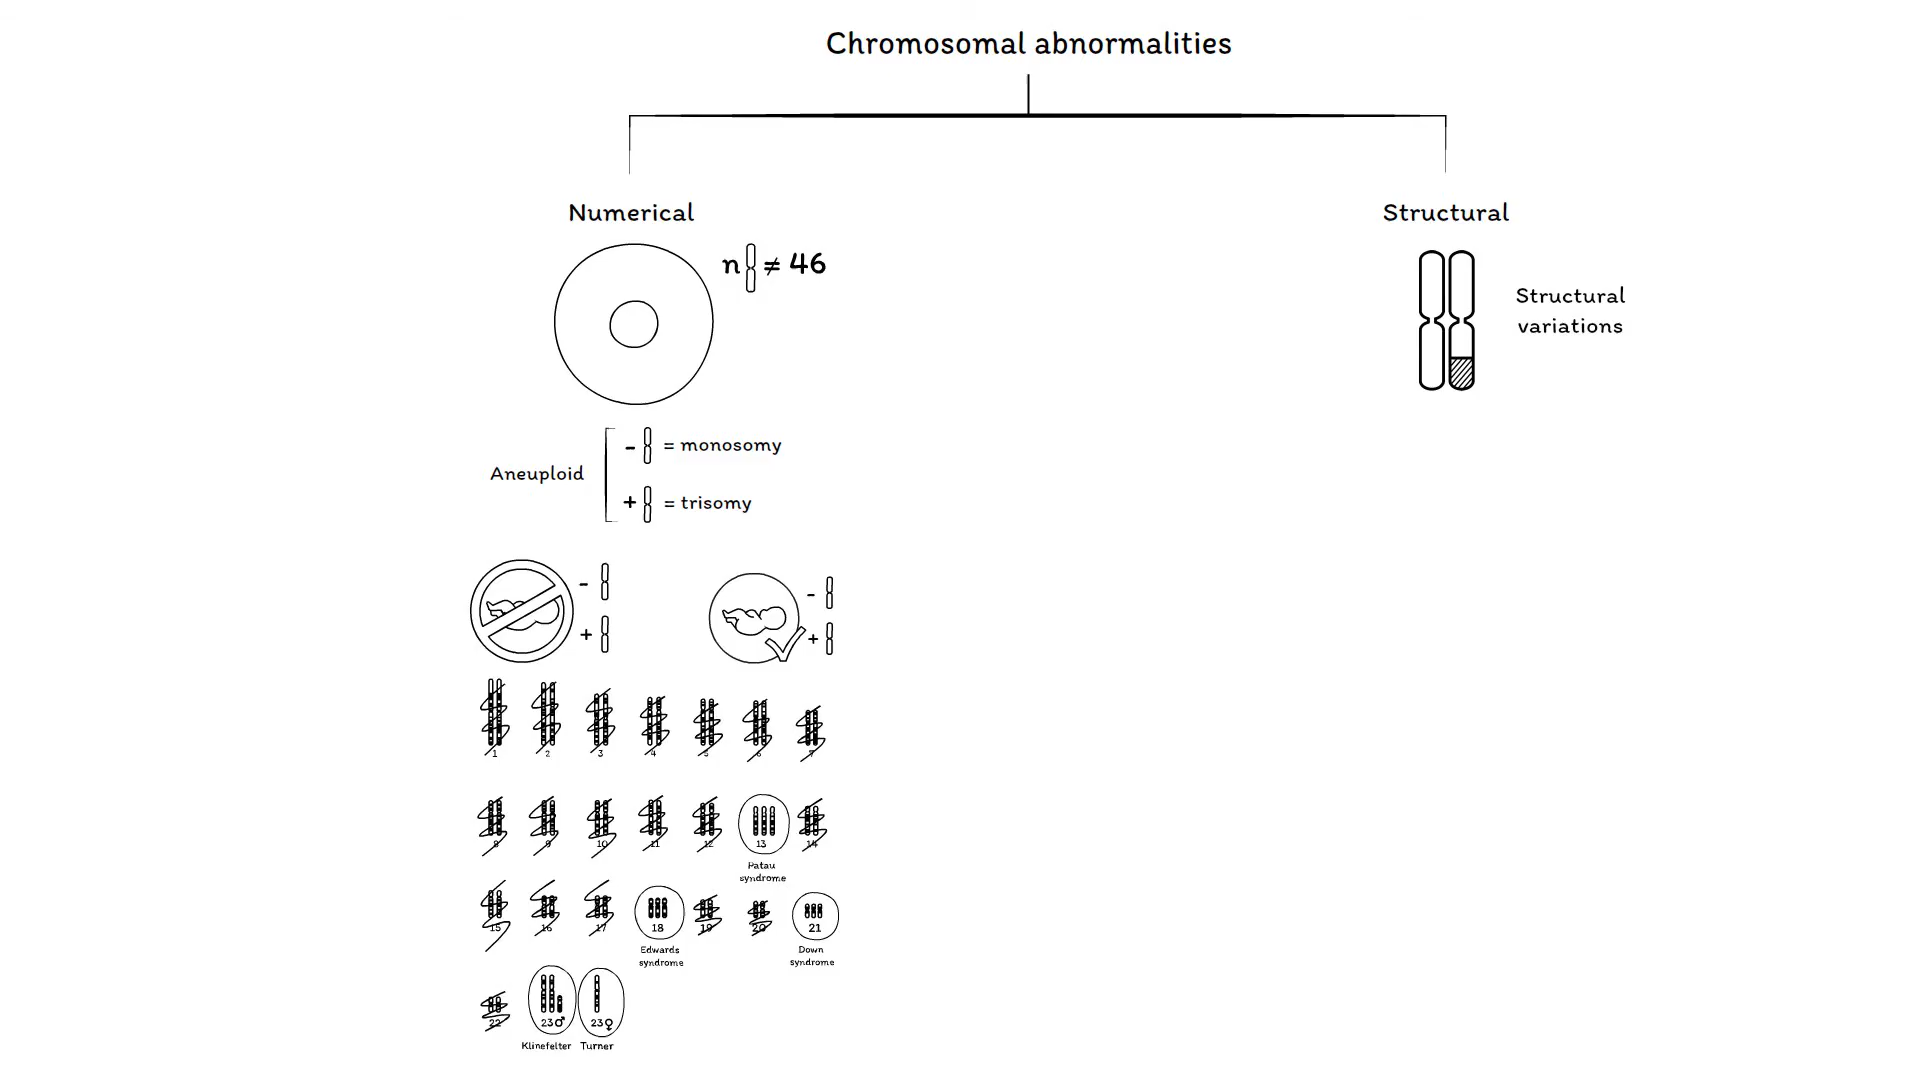 Chromosomal abnormalities
Numerical
Structural
n ≠ 46
Structural
variations
Aneuploid
- = monosomy
+ = trisomy
-
+
-
+
1 2 3 4 5 6 7
8 9 10 11 12 13 14
Patau
syndrome
15 16 17 18 19 20 21
Edwards
syndrome
Down
syndrome
22 23♂ 23♀
Klinefelter Turner